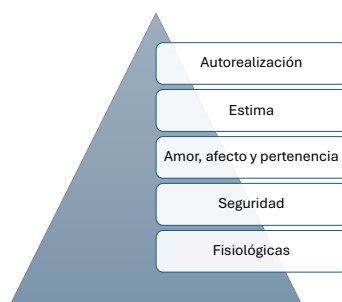 Autorealización
Estima
Amor, afecto y pertenencia
Seguridad
Fisiológicas